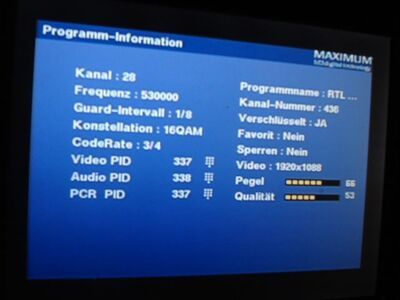 Programm-Information
MAXIMUM
Kanal : 28
Frequenz : 530000
Guard-Intervall : 1/8
Konstellation : 16QAM
CodeRate : 3/4
Video PID 337
Audio PID 338
PCR PID 337
Programmname : RTL ...
Kanal-Nummer : 436
Verschlüsselt : JA
Favorit : Nein
Sperren : Nein
Video : 1920x1088
Pegel 66
Qualität 53